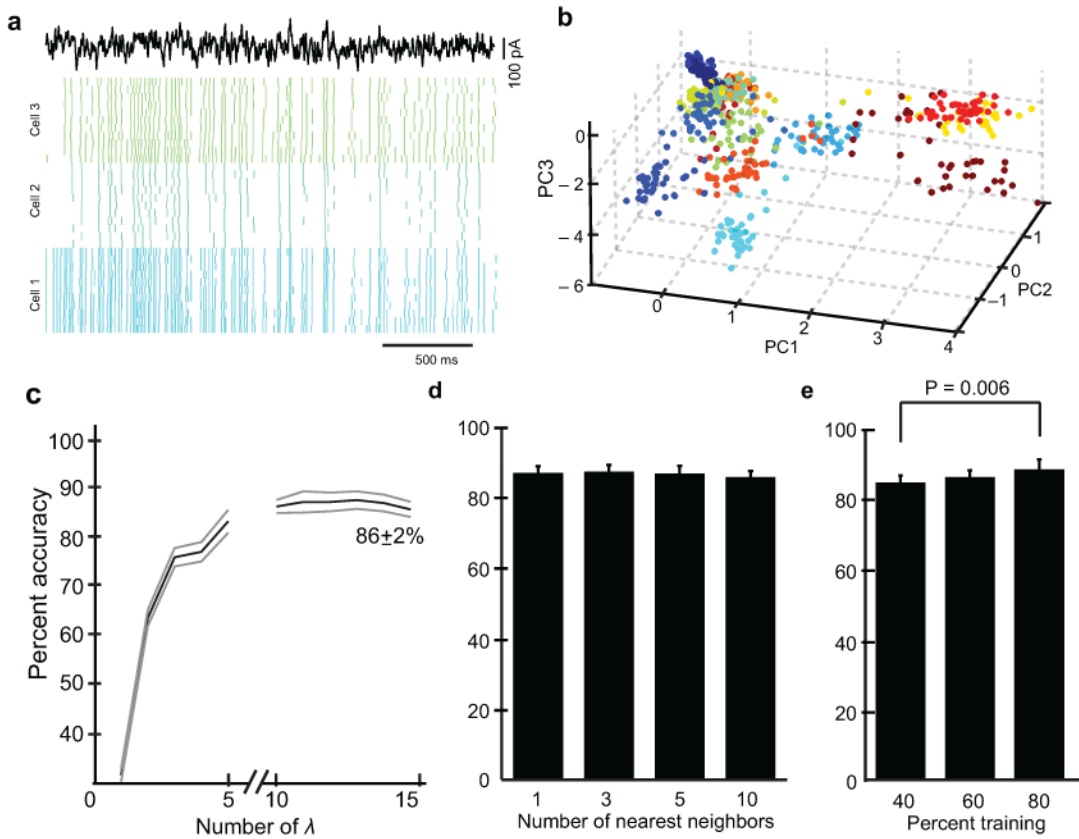 a
100 pA
Cell 3
Cell 2
Cell 1
500 ms
b
0
– 2
– 4
– 6
PC3
0
1
2
3
4
PC1
–1
0
1
PC2
c
100
90
80
70
60
50
40
Percent accuracy
86±2%
0
5
10
15
Number of λ
d
100
80
60
40
20
0
1
3
5
10
Number of nearest neighbors
e
P = 0.006
100
80
60
40
20
0
40
60
80
Percent training